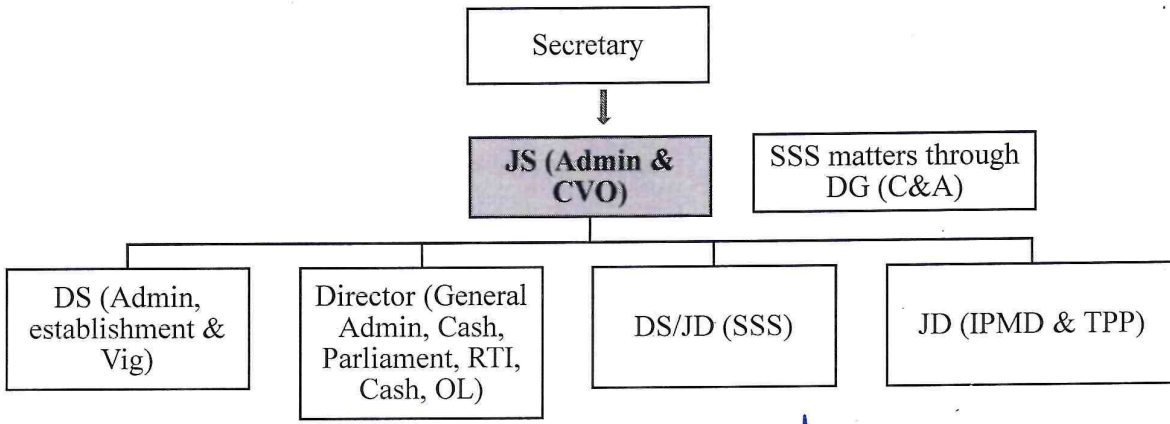 Secretary
JS (Admin &
CVO)
SSS matters through
DG (C&A)
DS (Admin,
establishment &
Vig)
Director (General
Admin, Cash,
Parliament, RTI,
Cash, OL)
DS/JD (SSS)
JD (IPMD & TPP)